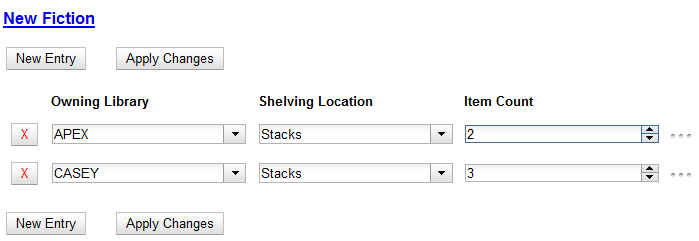 New Fiction
New Entry Apply Changes
Owning Library Shelving Location Item Count
X APEX Stacks 2
X CASEY Stacks 3
New Entry Apply Changes